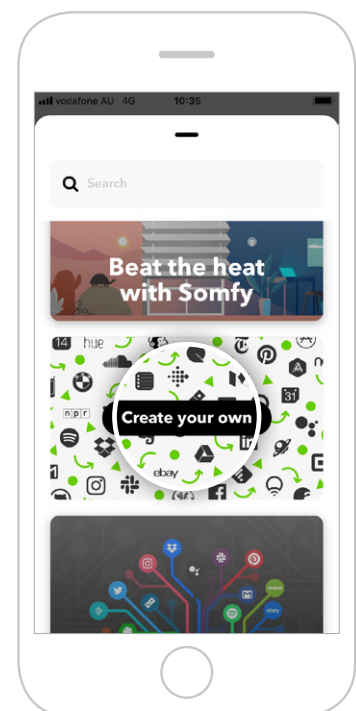 vodafone AU 4G 10:35
Search
Beat the heat
with Somfy
14 hue
31
npr
Create your own
ebay
ebay